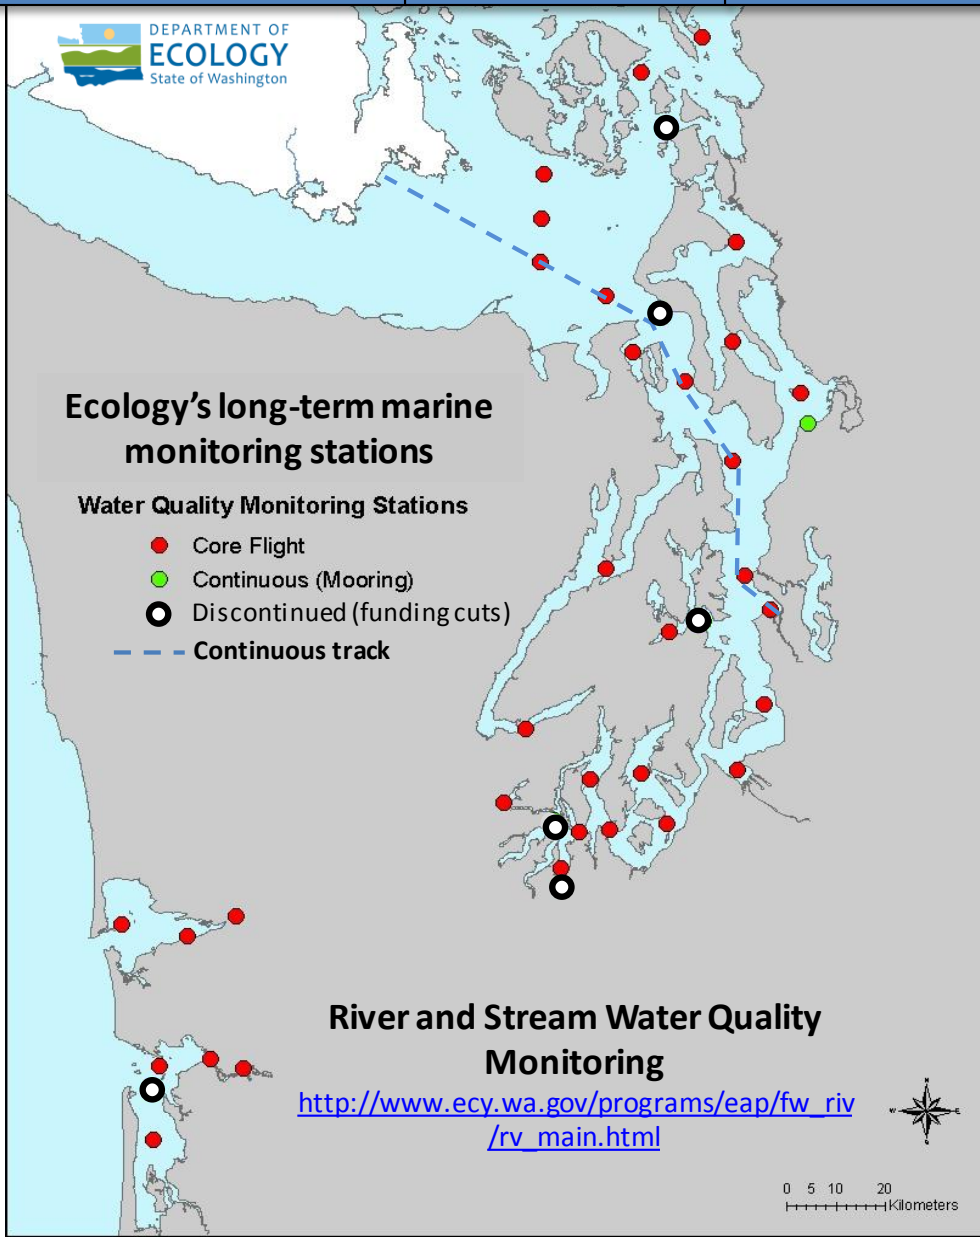 DEPARTMENT OF
ECOLOGY
State of Washington
Ecology's long-term marine
monitoring stations
Water Quality Monitoring Stations
Core Flight
Continuous (Mooring)
Discontinued (funding cuts)
Continuous track
River and Stream Water Quality
Monitoring
http://www.ecy.wa.gov/programs/eap/fw_riv
/rv_main.html
N
W E
S
0 5 10 20
Kilometers